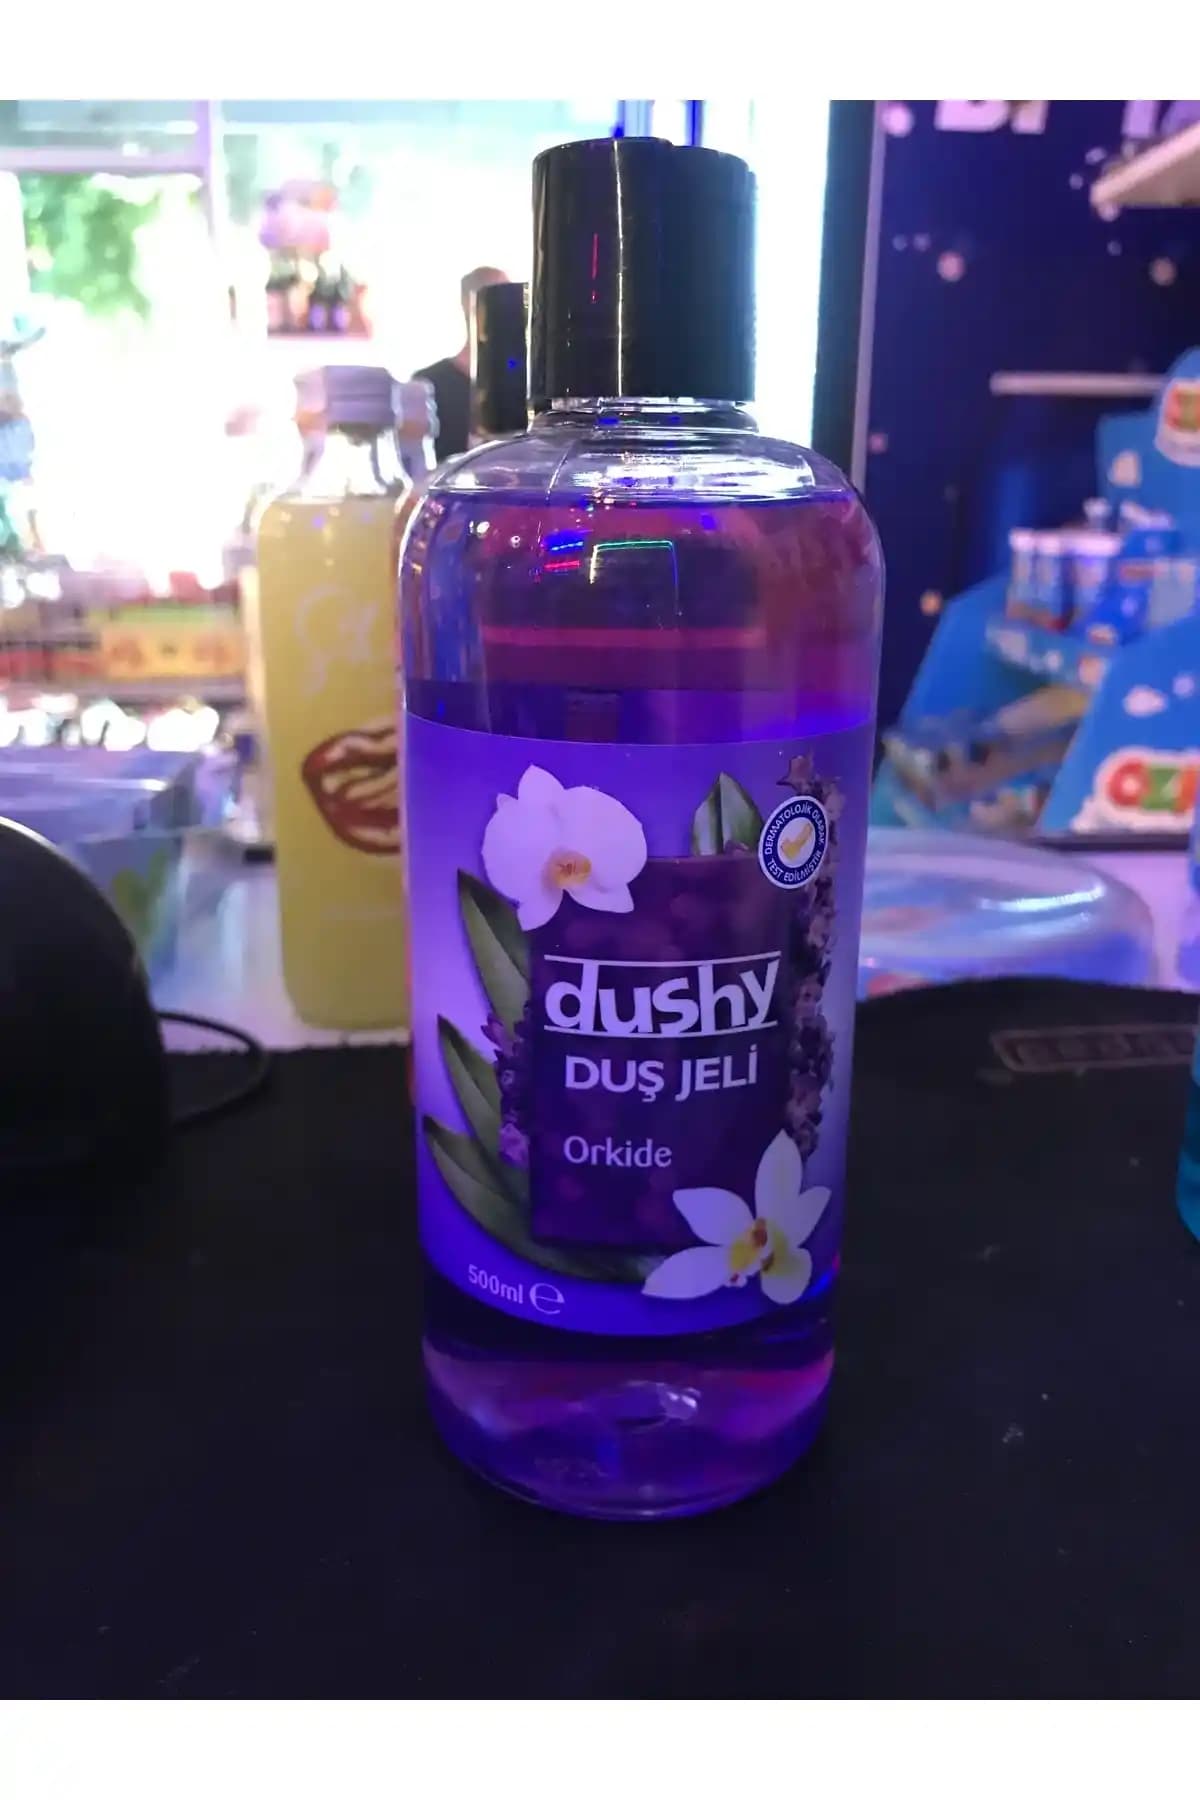 DERMATOLOJİK OLARAK
TEST EDİLMİŞTİR
dushy
DUŞ JELİ
Orkide
500ml ℮